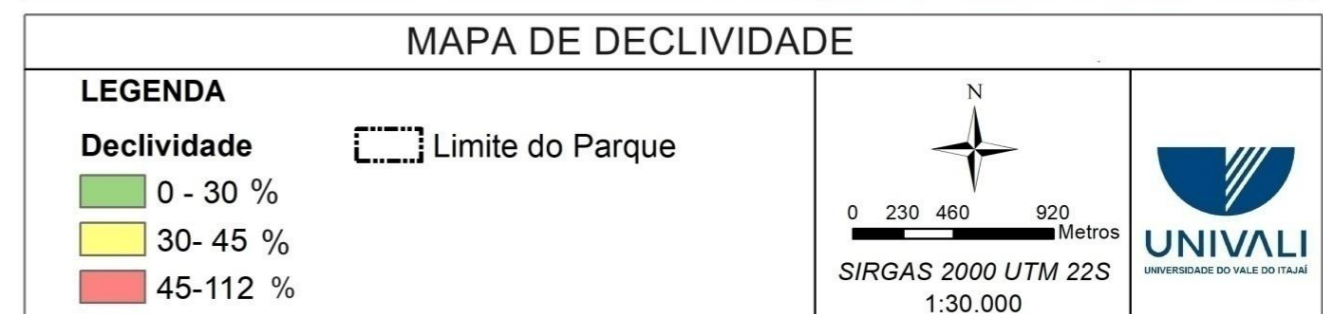 MAPA DE DECLIVIDADE
LEGENDA
Declividade
Limite do Parque
0 - 30 %
30- 45 %
45-112 %
N
0 230 460 920
Metros
SIRGAS 2000 UTM 22S
1:30.000
UNIVALI
UNIVERSIDADE DO VALE DO ITAJAÍ